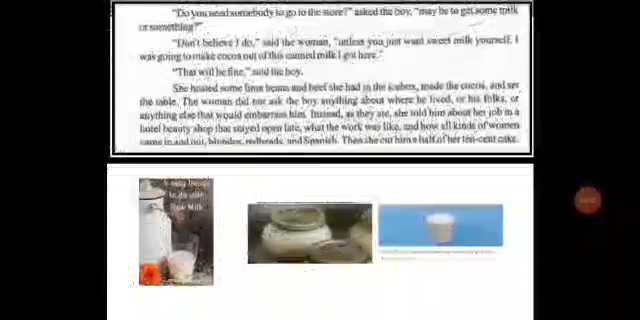 "Do you need somebody to go to the store?" asked the boy, "may be to get some milk
or something?"
"Don't believe I do," said the woman, "unless you just want sweet milk yourself. I
was going to make cocoa out of this canned milk I got here."
"That will be fine," said the boy.
She heated some lima beans and beef she had in the icebox, made the cocoa, and set
the table. The woman did not ask the boy anything about where he lived, or his folks, or
anything else that would embarrass him. Instead, as they ate, she told him about her job in a
hotel beauty shop that stayed open late, what the work was like, and how all kinds of women
came in and out, blondes, redheads, and Spanish. Then she cut him a half of her ten-cent cake.
to do with
Raw Milk